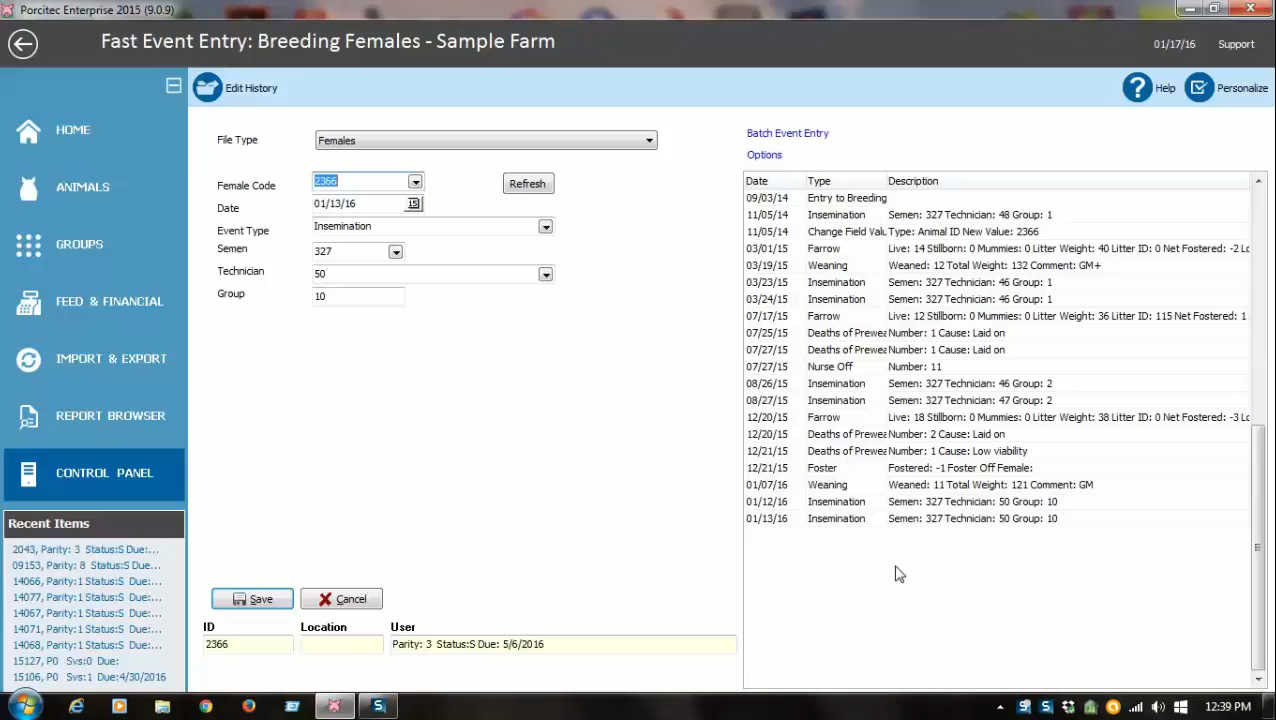 Porcitec Enterprise 2015 (9.0.9)
Fast Event Entry: Breeding Females - Sample Farm
01/17/16 Support
Edit History
Help
Personalize
HOME
ANIMALS
GROUPS
FEED & FINANCIAL
IMPORT & EXPORT
REPORT BROWSER
CONTROL PANEL
Recent Items
2043, Parity: 3 Status:S Due:...
09153, Parity: 8 Status:S Due...
14066, Parity:1 Status:S Due:...
14077, Parity:1 Status:S Due:...
14067, Parity:1 Status:S Due:...
14071, Parity:1 Status:S Due:...
14068, Parity:1 Status:S Due:...
15127, P0 Svs:0 Due:
15106, P0 Svs:1 Due:4/30/2016
File Type Females
Female Code 2366 Refresh
Date 01/13/16 15
Event Type Insemination
Semen 327
Technician 50
Group 10
Save Cancel
ID Location User
2366 Parity: 3 Status:S Due: 5/6/2016
Batch Event Entry
Options
Date Type Description
09/03/14 Entry to Breeding
11/05/14 Insemination Semen: 327 Technician: 48 Group: 1
11/05/14 Change Field Valu Type: Animal ID New Value: 2366
03/01/15 Farrow Live: 14 Stillborn: 0 Mummies: 0 Litter Weight: 40 Litter ID: 0 Net Fostered: -2 Lo
03/19/15 Weaning Weaned: 12 Total Weight: 132 Comment: GM+
03/23/15 Insemination Semen: 327 Technician: 46 Group: 1
03/24/15 Insemination Semen: 327 Technician: 46 Group: 1
07/17/15 Farrow Live: 12 Stillborn: 0 Mummies: 0 Litter Weight: 36 Litter ID: 115 Net Fostered: 1
07/25/15 Deaths of Prewea Number: 1 Cause: Laid on
07/27/15 Deaths of Prewea Number: 1 Cause: Laid on
07/27/15 Nurse Off Number: 11
08/26/15 Insemination Semen: 327 Technician: 46 Group: 2
08/27/15 Insemination Semen: 327 Technician: 47 Group: 2
12/20/15 Farrow Live: 18 Stillborn: 0 Mummies: 0 Litter Weight: 38 Litter ID: 0 Net Fostered: -3 Lo
12/20/15 Deaths of Prewea Number: 2 Cause: Laid on
12/21/15 Deaths of Prewea Number: 1 Cause: Low viability
12/21/15 Foster Fostered: -1 Foster Off Female:
01/07/16 Weaning Weaned: 11 Total Weight: 121 Comment: GM
01/12/16 Insemination Semen: 327 Technician: 50 Group: 10
01/13/16 Insemination Semen: 327 Technician: 50 Group: 10
12:39 PM